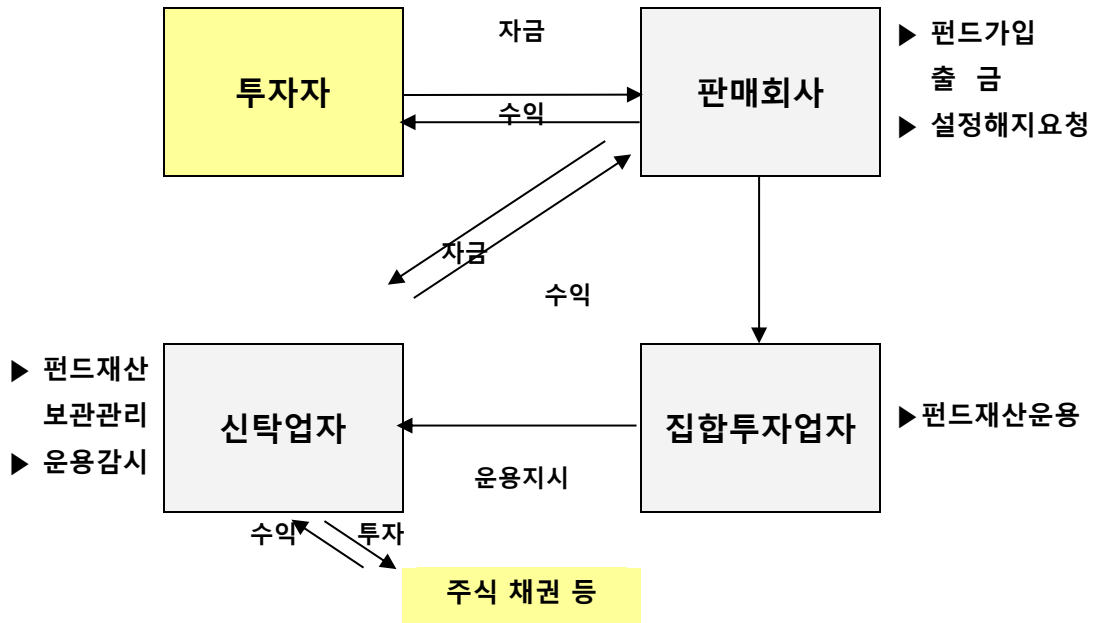 자금
투자자
판매회사
▶ 펀드가입
출 금
▶ 설정해지요청
수익
자금
수익
▶ 펀드재산
보관관리
▶ 운용감시
신탁업자
집합투자업자
▶펀드재산운용
운용지시
수익
투자
주식 채권 등